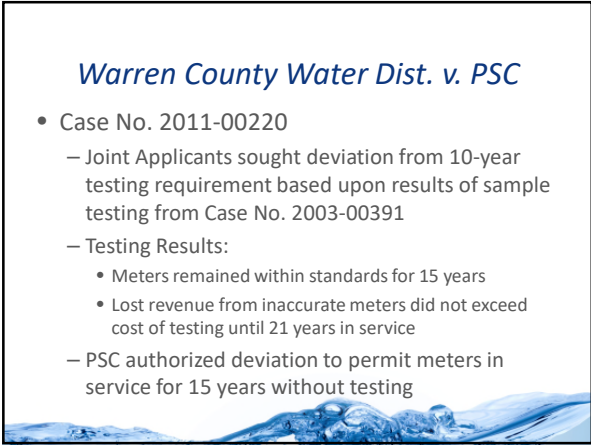 Warren County Water Dist. v. PSC
• Case No. 2011-00220
– Joint Applicants sought deviation from 10-year
testing requirement based upon results of sample
testing from Case No. 2003-00391
– Testing Results:
• Meters remained within standards for 15 years
• Lost revenue from inaccurate meters did not exceed
cost of testing until 21 years in service
– PSC authorized deviation to permit meters in
service for 15 years without testing